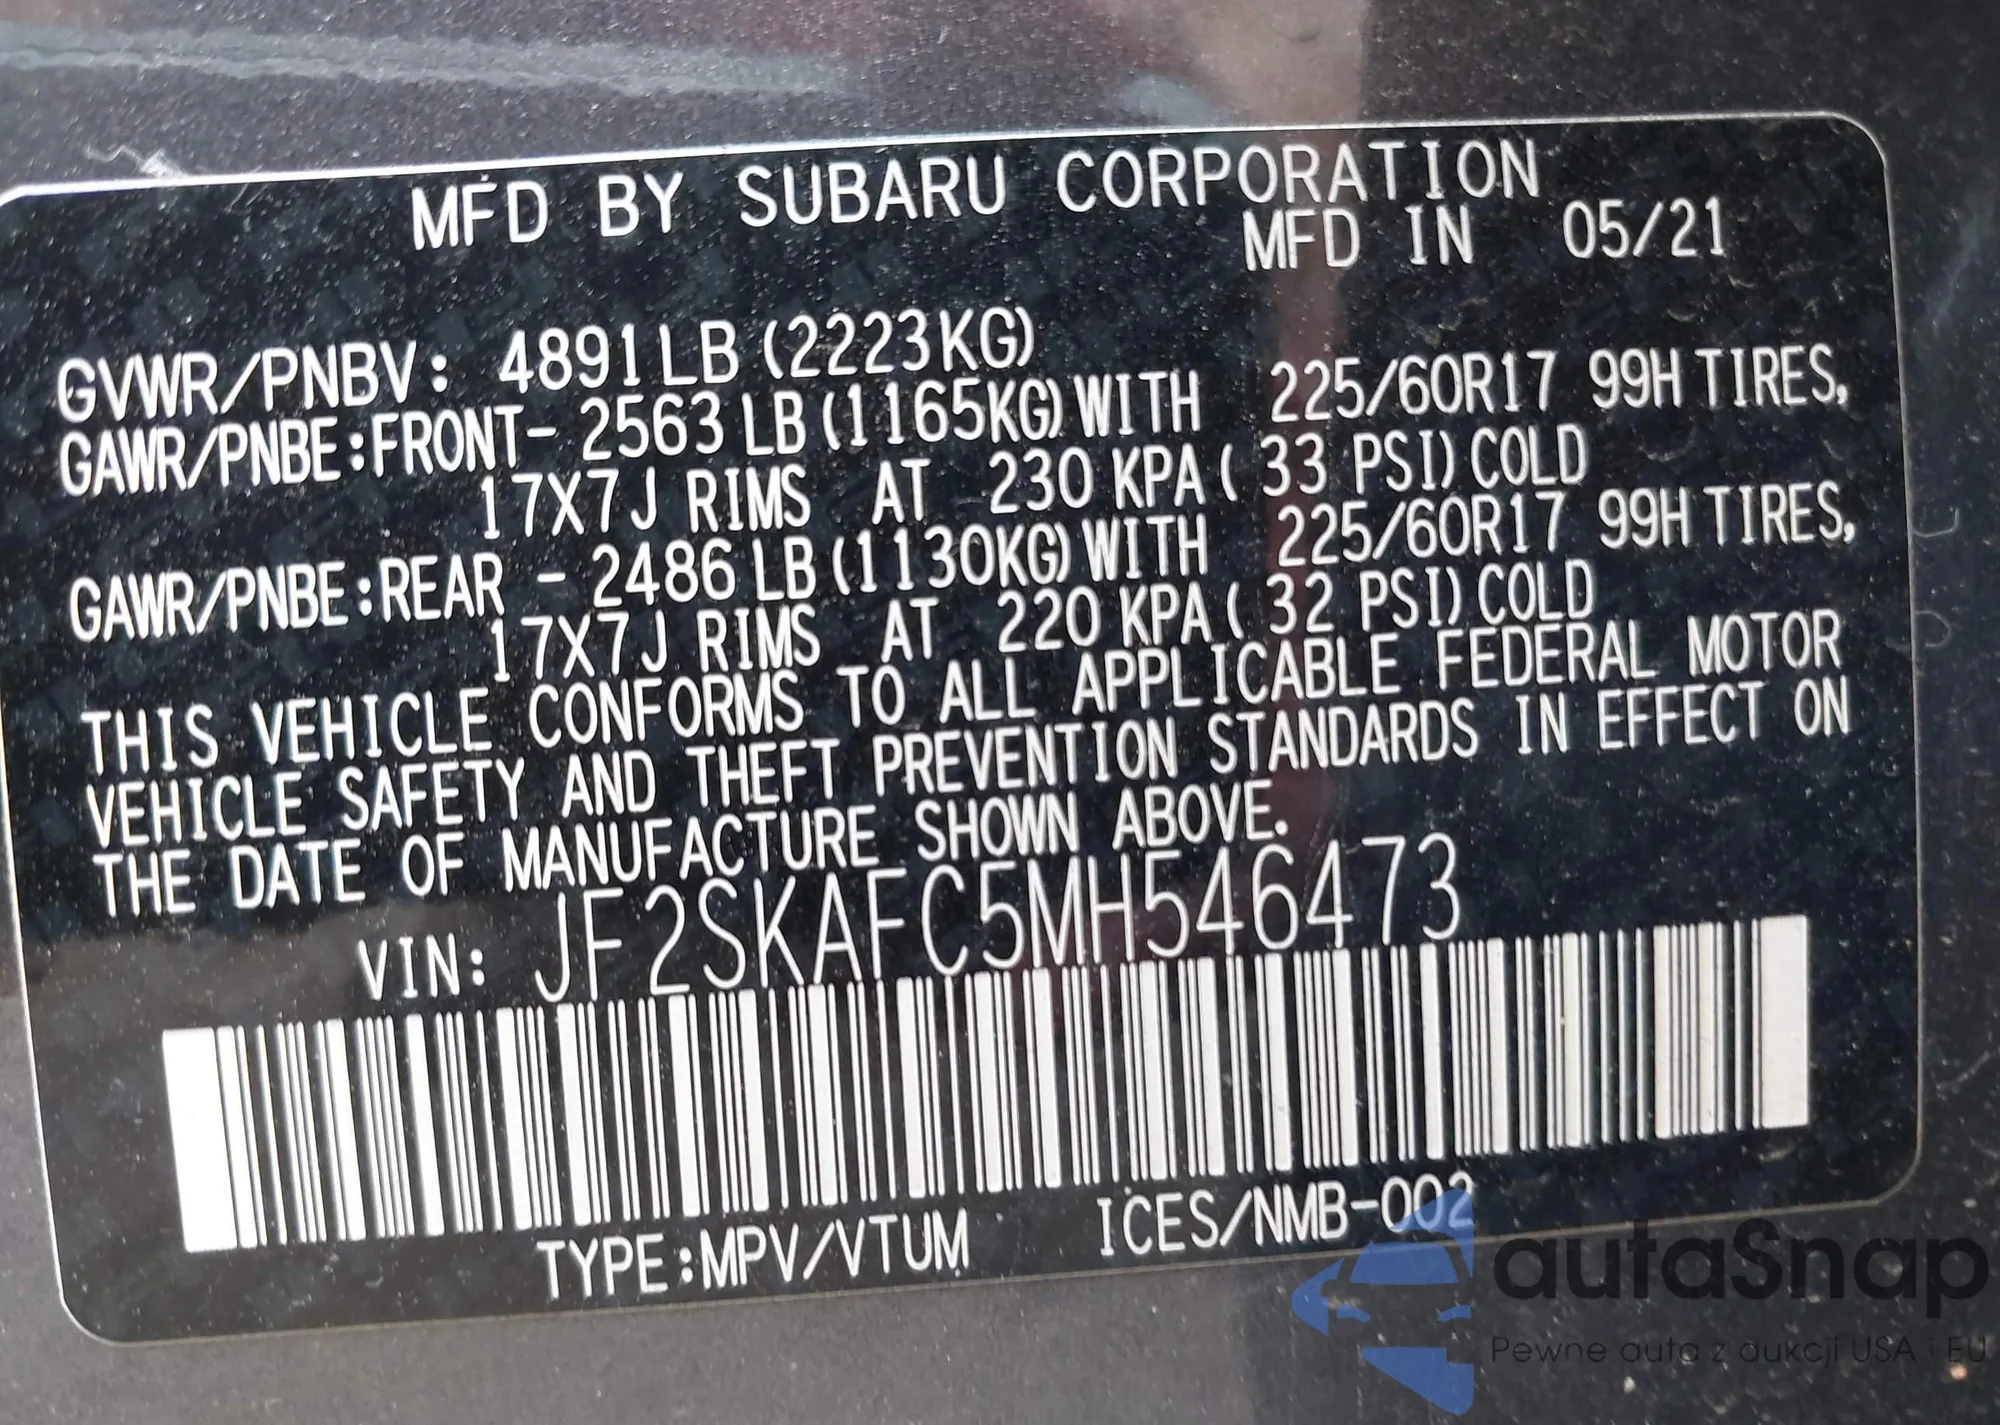 MFD BY SUBARU CORPORATION
MFD IN 05/21
GVWR/PNBV: 4891LB (2223KG)
GAWR/PNBE:FRONT- 2563 LB (1165KG) WITH 225/60R17 99H TIRES,
17X7J RIMS AT 230 KPA ( 33 PSI) COLD
GAWR/PNBE:REAR - 2486 LB (1130KG) WITH 225/60R17 99H TIRES,
17X7J RIMS AT 220 KPA ( 32 PSI) COLD
THIS VEHICLE CONFORMS TO ALL APPLICABLE FEDERAL MOTOR
VEHICLE SAFETY AND THEFT PREVENTION STANDARDS IN EFFECT ON
THE DATE OF MANUFACTURE SHOWN ABOVE.
VIN: JF2SKAFC5MH546473
TYPE:MPV/VTUM ICES/NMB-002
autaSnap
Pewne auta z aukcji USA i EU